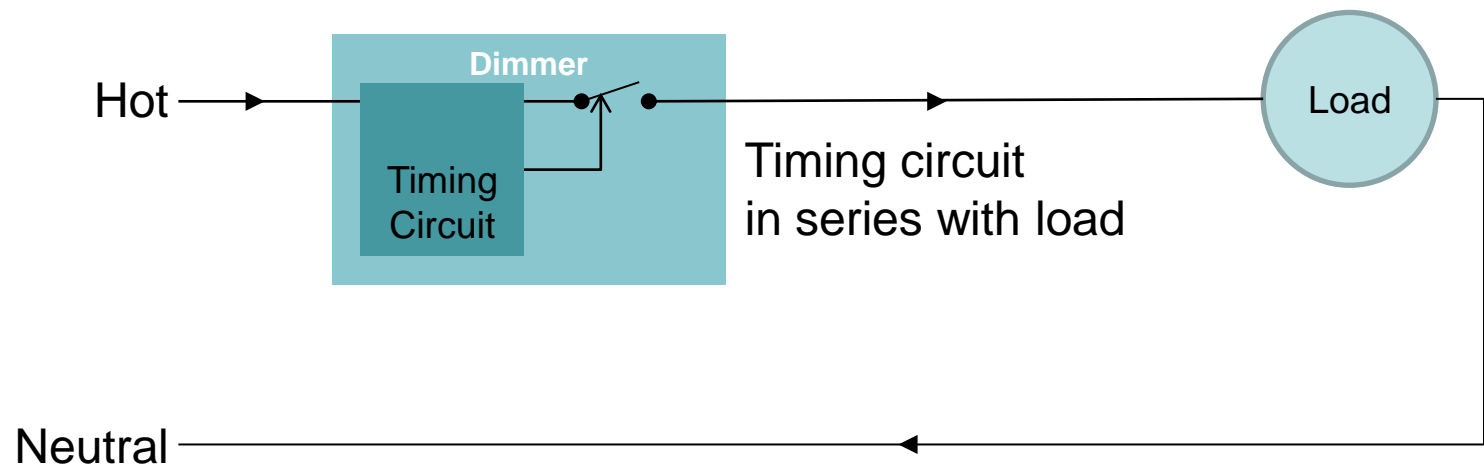 Dimmer
Hot
Load
Timing
Circuit
Timing circuit
in series with load
Neutral